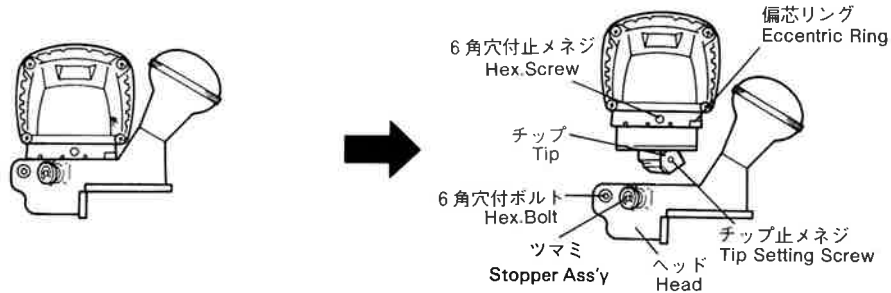 偏芯リング
Eccentric Ring
6角穴付止メネジ
Hex.Screw
チップ
Tip
6角穴付ボルト
Hex.Bolt
ツマミ
Stopper Ass'y
ヘッド
Head
チップ止メネジ
Tip Setting Screw